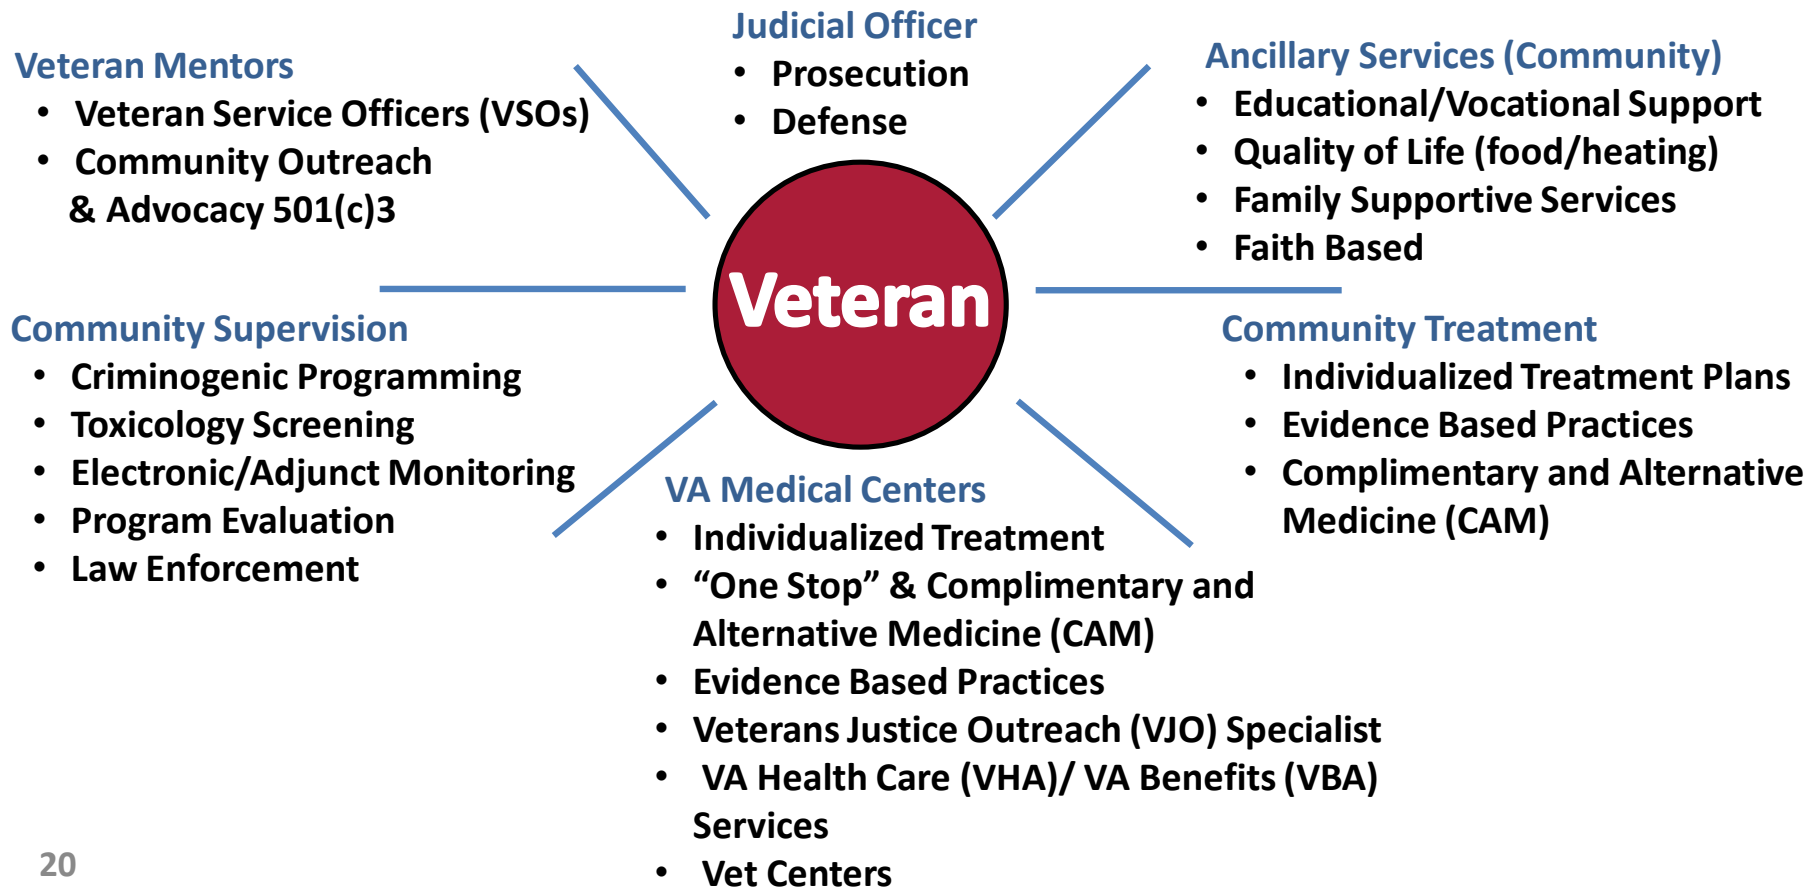 Judicial Officer
• Prosecution
• Defense
Veteran Mentors
• Veteran Service Officers (VSOs)
• Community Outreach
& Advocacy 501(c)3
Ancillary Services (Community)
• Educational/Vocational Support
• Quality of Life (food/heating)
• Family Supportive Services
• Faith Based
Veteran
Community Supervision
• Criminogenic Programming
• Toxicology Screening
• Electronic/Adjunct Monitoring
• Program Evaluation
• Law Enforcement
Community Treatment
• Individualized Treatment Plans
• Evidence Based Practices
• Complimentary and Alternative
Medicine (CAM)
VA Medical Centers
• Individualized Treatment
• “One Stop” & Complimentary and
Alternative Medicine (CAM)
• Evidence Based Practices
• Veterans Justice Outreach (VJO) Specialist
• VA Health Care (VHA)/ VA Benefits (VBA)
Services
• Vet Centers
20